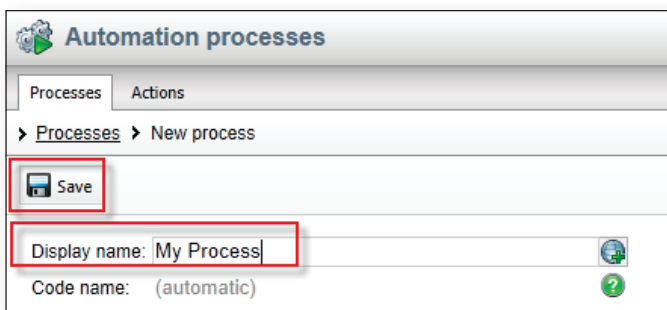 Automation processes
Processes Actions
Processes New process
Save
Display name: My Process
Code name: (automatic)